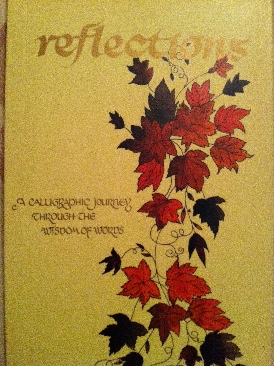 reflections
A CALLIGRAPHIC JOURNEY
THROUGH THE
WISDOM OF WORDS